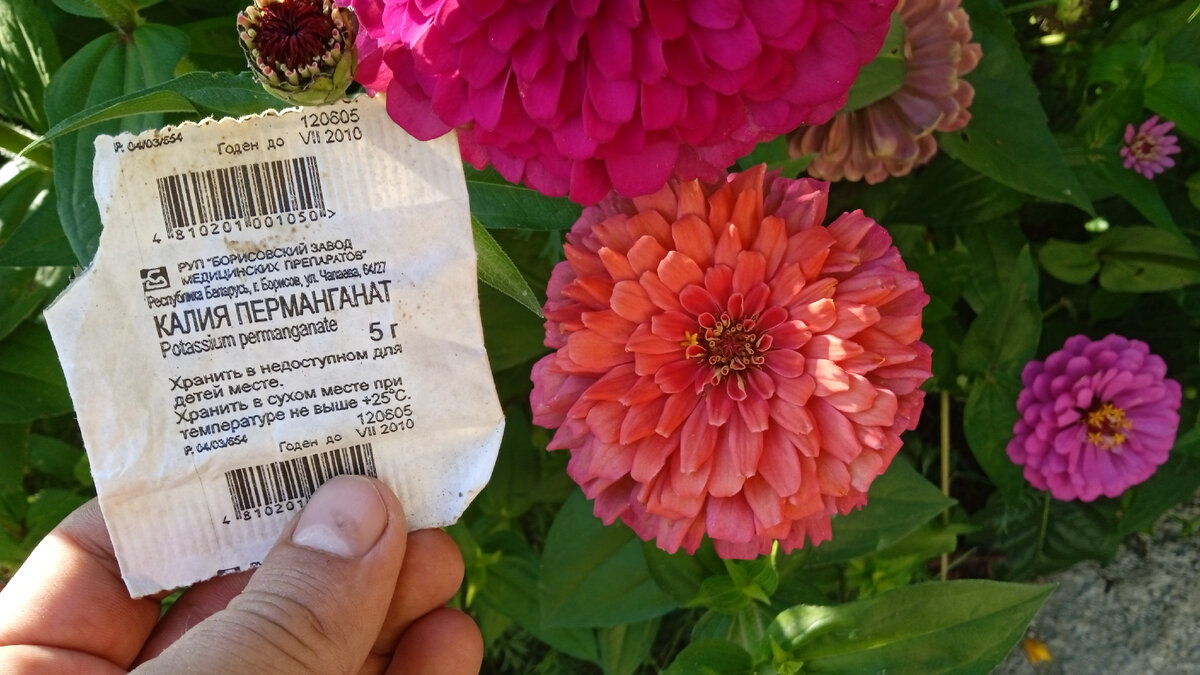 120605
Р. 04/03/654 Годен до VII 2010
4 810201 001050 >
РУП "БОРИСОВСКИЙ ЗАВОД
МЕДИЦИНСКИХ ПРЕПАРАТОВ"
Республика Беларусь, г. Борисов, ул. Чапаева, 64/27
КАЛИЯ ПЕРМАНГАНАТ
Potassium permanganate 5 г
Хранить в недоступном для
детей месте.
Хранить в сухом месте при
температуре не выше +25°С.
120605
Р. 04/03/654 Годен до VII 2010
4 810201